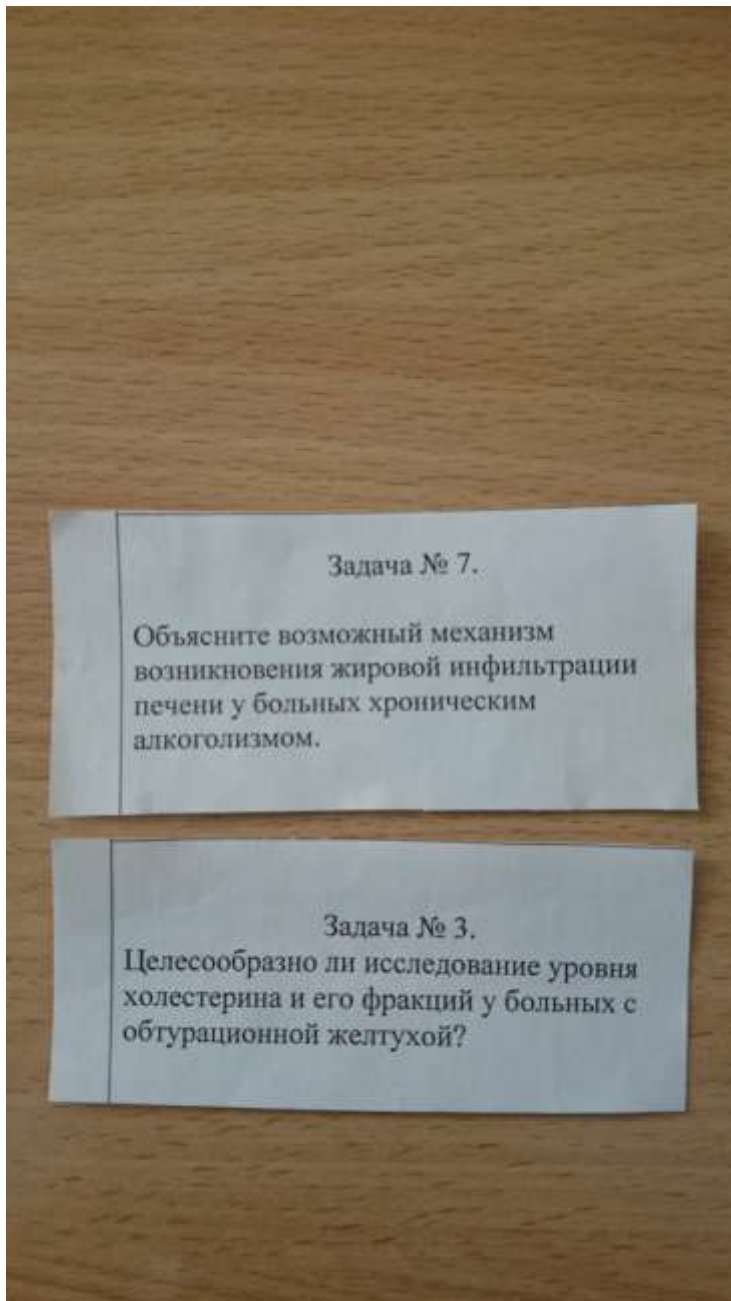 Задача № 7.
Объясните возможный механизм
возникновения жировой инфильтрации
печени у больных хроническим
алкоголизмом.
Задача № 3.
Целесообразно ли исследование уровня
холестерина и его фракций у больных с
обтурационной желтухой?